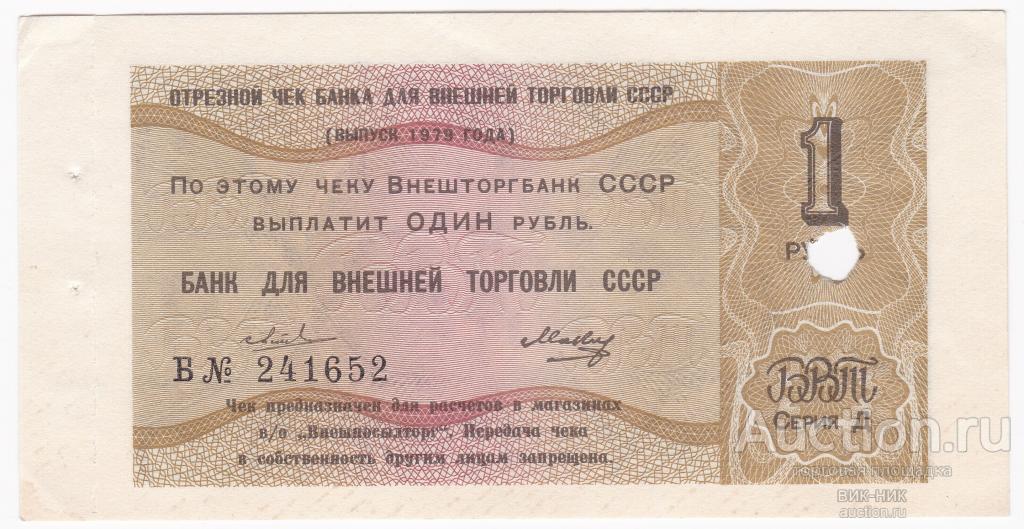 ОТРЕЗНОЙ ЧЕК БАНКА ДЛЯ ВНЕШНЕЙ ТОРГОВЛИ СССР
(ВЫПУСК 1979 ГОДА)
По этому чеку Внешторгбанк СССР
выплатит ОДИН рубль.
БАНК ДЛЯ ВНЕШНЕЙ ТОРГОВЛИ СССР
Б № 241652
Чек предназначен для расчетов в магазинах
в/о „Внешпосылторг“. Передача чека
в собственность другим лицам запрещена.
1
БВТ
Серия Д
Auction.ru
торговая площадка
ВИК-НИК
auction.ru